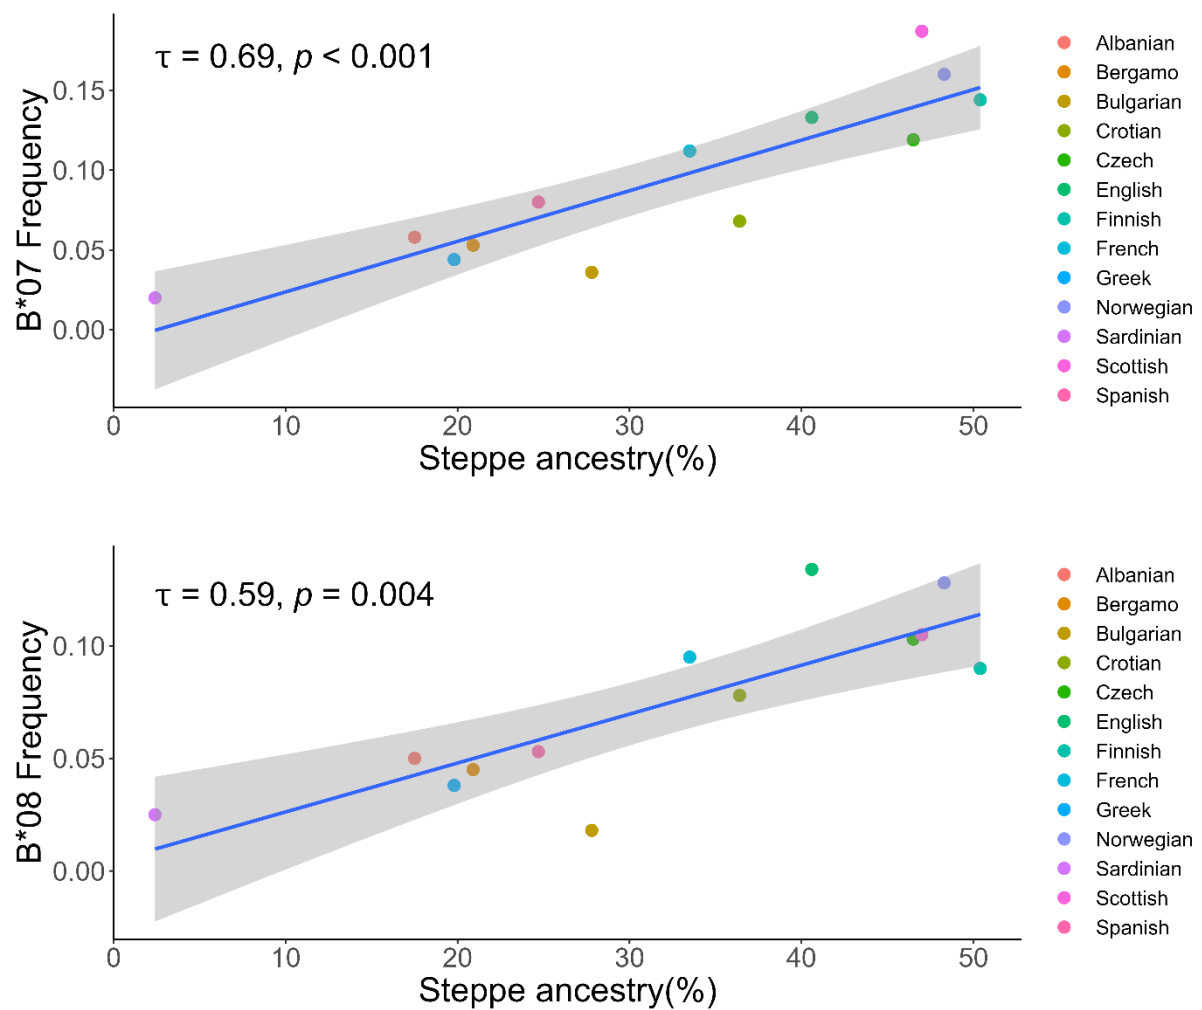 τ = 0.69, p < 0.001
B*07 Frequency
0.15
0.10
0.05
0.00
0 10 20 30 40 50
Steppe ancestry(%)
Albanian
Bergamo
Bulgarian
Crotian
Czech
English
Finnish
French
Greek
Norwegian
Sardinian
Scottish
Spanish
τ = 0.59, p = 0.004
B*08 Frequency
0.10
0.05
0.00
0 10 20 30 40 50
Steppe ancestry(%)
Albanian
Bergamo
Bulgarian
Crotian
Czech
English
Finnish
French
Greek
Norwegian
Sardinian
Scottish
Spanish